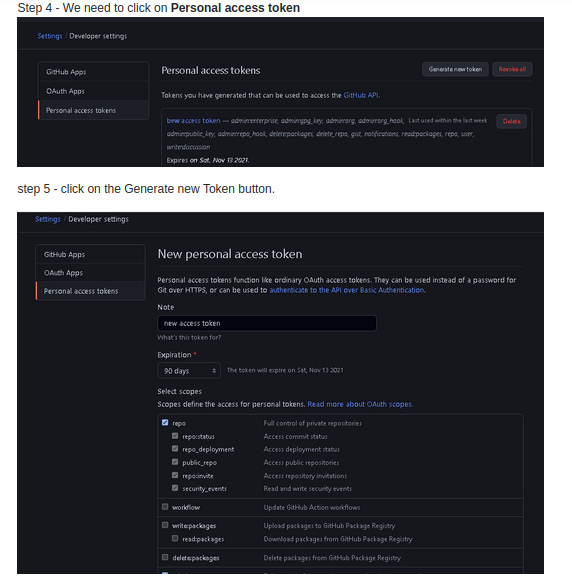 Step 4 - We need to click on Personal access token
Settings / Developer settings
GitHub Apps
OAuth Apps
Personal access tokens
Personal access tokens
Generate new token
Revoke all
Tokens you have generated that can be used to access the GitHub API.
bew access token — admin:enterprise, admin:gpg_key, admin:org, admin:org_hook,
admin:public_key, admin:repo_hook, delete:packages, delete_repo, gist, notifications, read:packages, repo, user,
write:discussion
Last used within the last week
Delete
Expires on Sat, Nov 13 2021.
step 5 - click on the Generate new Token button.
Settings / Developer settings
GitHub Apps
OAuth Apps
Personal access tokens
New personal access token
Personal access tokens function like ordinary OAuth access tokens. They can be used instead of a password for
Git over HTTPS, or can be used to authenticate to the API over Basic Authentication.
Note
new access token
What's this token for?
Expiration *
90 days
The token will expire on Sat, Nov 13 2021
Select scopes
Scopes define the access for personal tokens. Read more about OAuth scopes.
repo Full control of private repositories
repo:status Access commit status
repo_deployment Access deployment status
public_repo Access public repositories
repo:invite Access repository invitations
security_events Read and write security events
workflow Update GitHub Action workflows
write:packages Upload packages to GitHub Package Registry
read:packages Download packages from GitHub Package Registry
delete:packages Delete packages from GitHub Package Registry